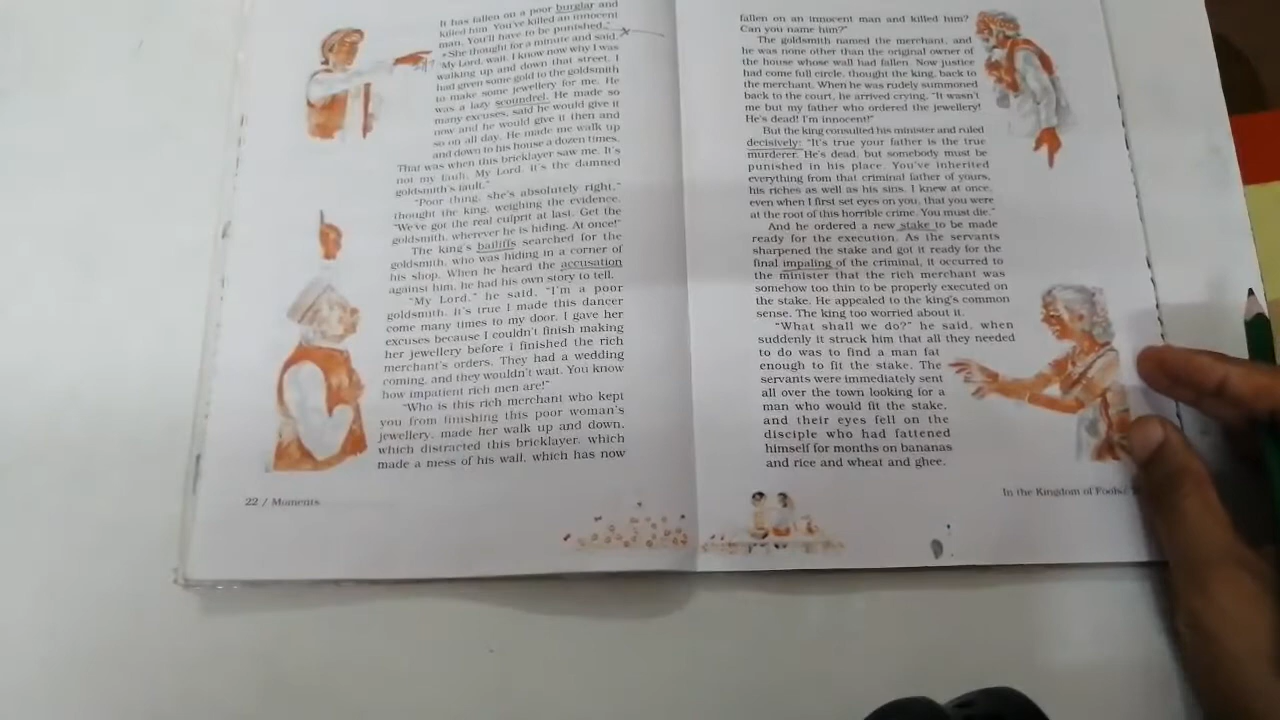 It has fallen on a poor burglar and
killed him. You've killed an innocent
man. You'll have to be punished."
She thought for a minute and said,
"My Lord, wait. I know now why I was
walking up and down that street. I
had given some gold to the goldsmith
to make some jewellery for me. He
was a lazy scoundrel. He made so
many excuses, said he would give it
now and he would give it then and
so on all day. He made me walk up
and down to his house a dozen times.
That was when this bricklayer saw me. It's
not my fault, My Lord, it's the damned
goldsmith's fault."
"Poor thing, she's absolutely right,"
thought the king, weighing the evidence.
"We've got the real culprit at last. Get the
goldsmith, wherever he is hiding. At once!"
The king's bailiffs searched for the
goldsmith, who was hiding in a corner of
his shop. When he heard the accusation
against him, he had his own story to tell.
"My Lord," he said, "I'm a poor
goldsmith. It's true I made this dancer
come many times to my door. I gave her
excuses because I couldn't finish making
her jewellery before I finished the rich
merchant's orders. They had a wedding
coming, and they wouldn't wait. You know
how impatient rich men are!"
"Who is this rich merchant who kept
you from finishing this poor woman's
jewellery, made her walk up and down,
which distracted this bricklayer, which
made a mess of his wall, which has now
22 / Moments
fallen on an innocent man and killed him?
Can you name him?"
The goldsmith named the merchant, and
he was none other than the original owner of
the house whose wall had fallen. Now justice
had come full circle, thought the king, back to
the merchant. When he was rudely summoned
back to the court, he arrived crying, "It wasn't
me but my father who ordered the jewellery!
He's dead! I'm innocent!"
But the king consulted his minister and ruled
decisively: "It's true your father is the true
murderer. He's dead, but somebody must be
punished in his place. You've inherited
everything from that criminal father of yours,
his riches as well as his sins. I knew at once,
even when I first set eyes on you, that you were
at the root of this horrible crime. You must die."
And he ordered a new stake to be made
ready for the execution. As the servants
sharpened the stake and got it ready for the
final impaling of the criminal, it occurred to
the minister that the rich merchant was
somehow too thin to be properly executed on
the stake. He appealed to the king's common
sense. The king too worried about it.
"What shall we do?" he said, when
suddenly it struck him that all they needed
to do was to find a man fat
enough to fit the stake. The
servants were immediately sent
all over the town looking for a
man who would fit the stake,
and their eyes fell on the
disciple who had fattened
himself for months on bananas
and rice and wheat and ghee.
In the Kingdom of Fools/